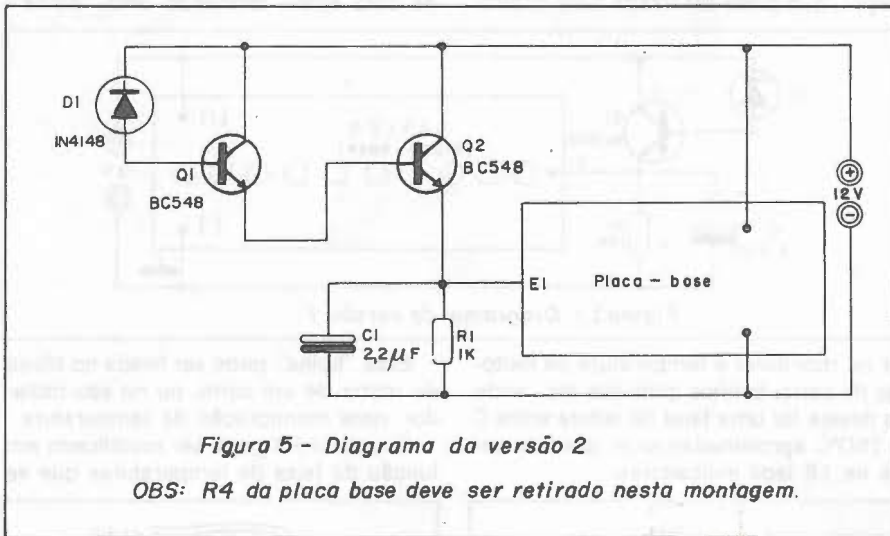 D1
1N4148
Q1
BC548
Q2
BC548
+
12V
−
E1
Placa – base
C1
2,2µF
R1
1K
Figura 5 - Diagrama da versão 2
OBS: R4 da placa base deve ser retirado nesta montagem.